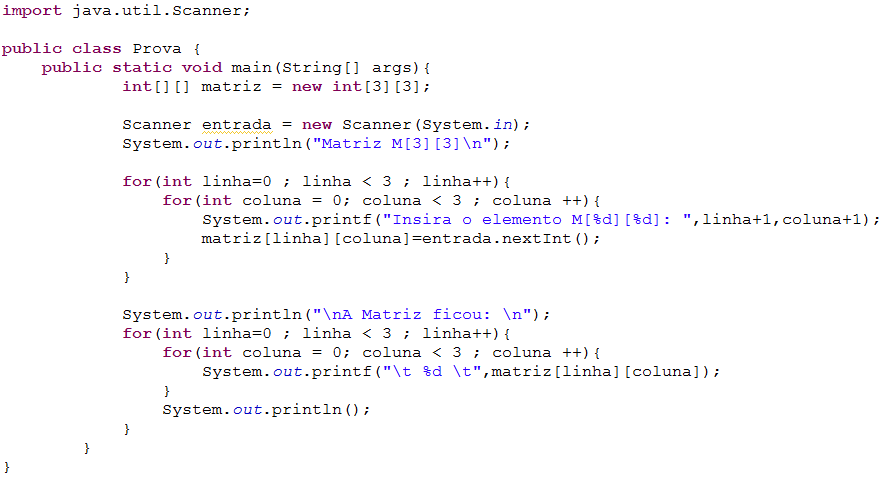 import java.util.Scanner;

public class Prova {
    public static void main(String[] args){
            int[][] matriz = new int[3][3];

            Scanner entrada = new Scanner(System.in);
            System.out.println("Matriz M[3][3]\n");

            for(int linha=0 ; linha < 3 ; linha++){
                for(int coluna = 0; coluna < 3 ; coluna ++){
                    System.out.printf("Insira o elemento M[%d][%d]: ",linha+1,coluna+1);
                    matriz[linha][coluna]=entrada.nextInt();
                }
            }

            System.out.println("\nA Matriz ficou: \n");
            for(int linha=0 ; linha < 3 ; linha++){
                for(int coluna = 0; coluna < 3 ; coluna ++){
                    System.out.printf("\t %d \t",matriz[linha][coluna]);
                }
                System.out.println();
            }
        }
}